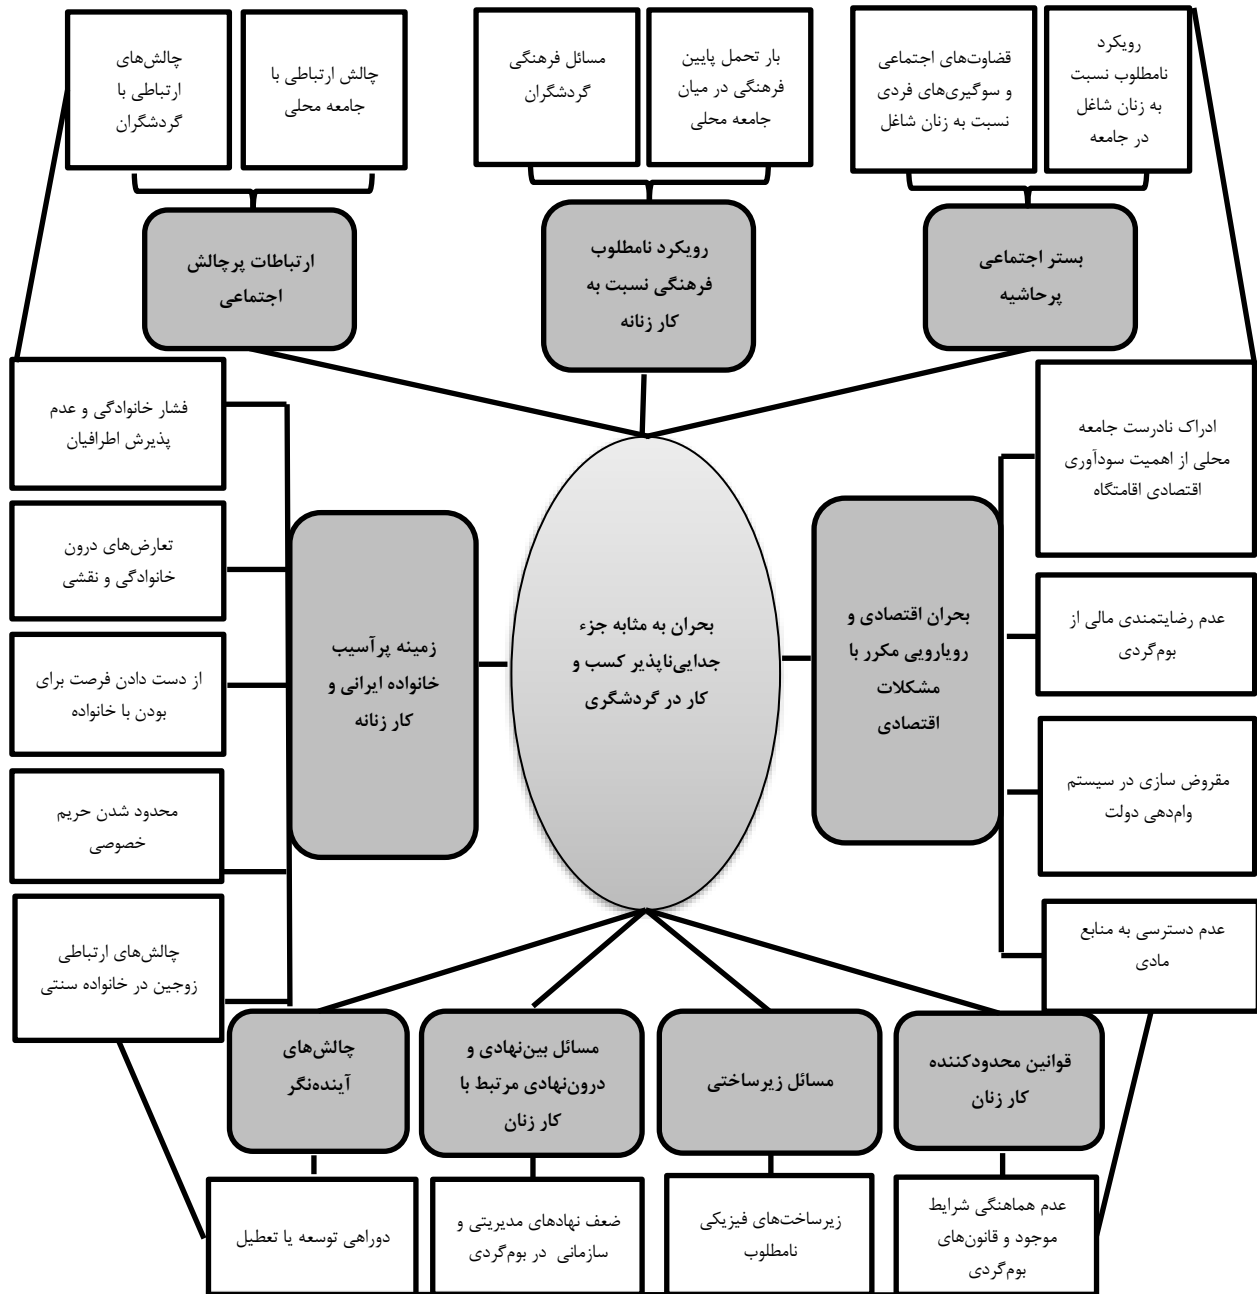 رویکرد
نامطلوب نسبت
به زنان شاغل
در جامعه
قضاوت‌های اجتماعی
و سوگیری‌های فردی
نسبت به زنان شاغل
بار تحمل پایین
فرهنگی در میان
جامعه محلی
مسائل فرهنگی
گردشگران
چالش ارتباطی با
جامعه محلی
چالش‌های
ارتباطی با
گردشگران
بستر اجتماعی
پرحاشیه
رویکرد نامطلوب
فرهنگی نسبت به
کار زنانه
ارتباطات پرچالش
اجتماعی
ادراک نادرست جامعه
محلی از اهمیت سودآوری
اقتصادی اقامتگاه
عدم رضایتمندی مالی از
بوم‌گردی
مقروض سازی در سیستم
وام‌دهی دولت
عدم دسترسی به منابع
مادی
بحران اقتصادی و
رویارویی مکرر با
مشکلات
اقتصادی
بحران به مثابه جزء
جدایی‌ناپذیر کسب و
کار در گردشگری
زمینه پرآسیب
خانواده ایرانی و
کار زنانه
فشار خانوادگی و عدم
پذیرش اطرافیان
تعارض‌های درون
خانوادگی و نقشی
از دست دادن فرصت برای
بودن با خانواده
محدود شدن حریم
خصوصی
چالش‌های ارتباطی
زوجین در خانواده سنتی
قوانین محدودکننده
کار زنان
مسائل زیرساختی
مسائل بین‌نهادی و
درون‌نهادی مرتبط با
کار زنان
چالش‌های
آینده‌نگر
عدم هماهنگی شرایط
موجود و قانون‌های
بوم‌گردی
زیرساخت‌های فیزیکی
نامطلوب
ضعف نهادهای مدیریتی و
سازمانی در بوم‌گردی
دوراهی توسعه یا تعطیل